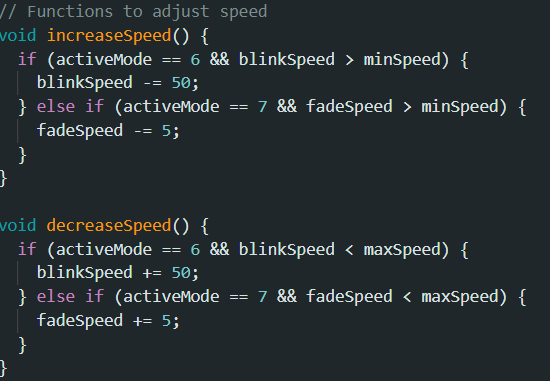 // Functions to adjust speed
void increaseSpeed() {
  if (activeMode == 6 && blinkSpeed > minSpeed) {
    blinkSpeed -= 50;
  } else if (activeMode == 7 && fadeSpeed > minSpeed) {
    fadeSpeed -= 5;
  }
}

void decreaseSpeed() {
  if (activeMode == 6 && blinkSpeed < maxSpeed) {
    blinkSpeed += 50;
  } else if (activeMode == 7 && fadeSpeed < maxSpeed) {
    fadeSpeed += 5;
  }
}